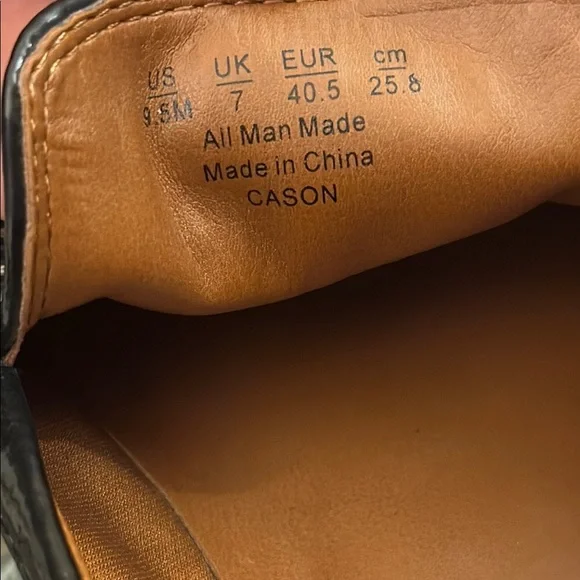 US UK EUR cm
9.5M 7 40.5 25.8
All Man Made
Made in China
CASON